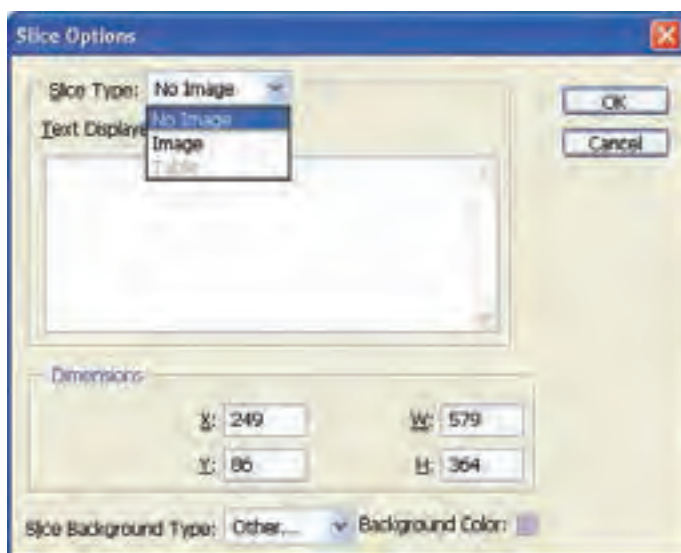 Slice Options
Slice Type: No Image
No Image
Image
Table
Text Displaye
OK
Cancel
Dimensions
X: 249
W: 579
Y: 86
H: 364
Slice Background Type: Other...
Background Color: